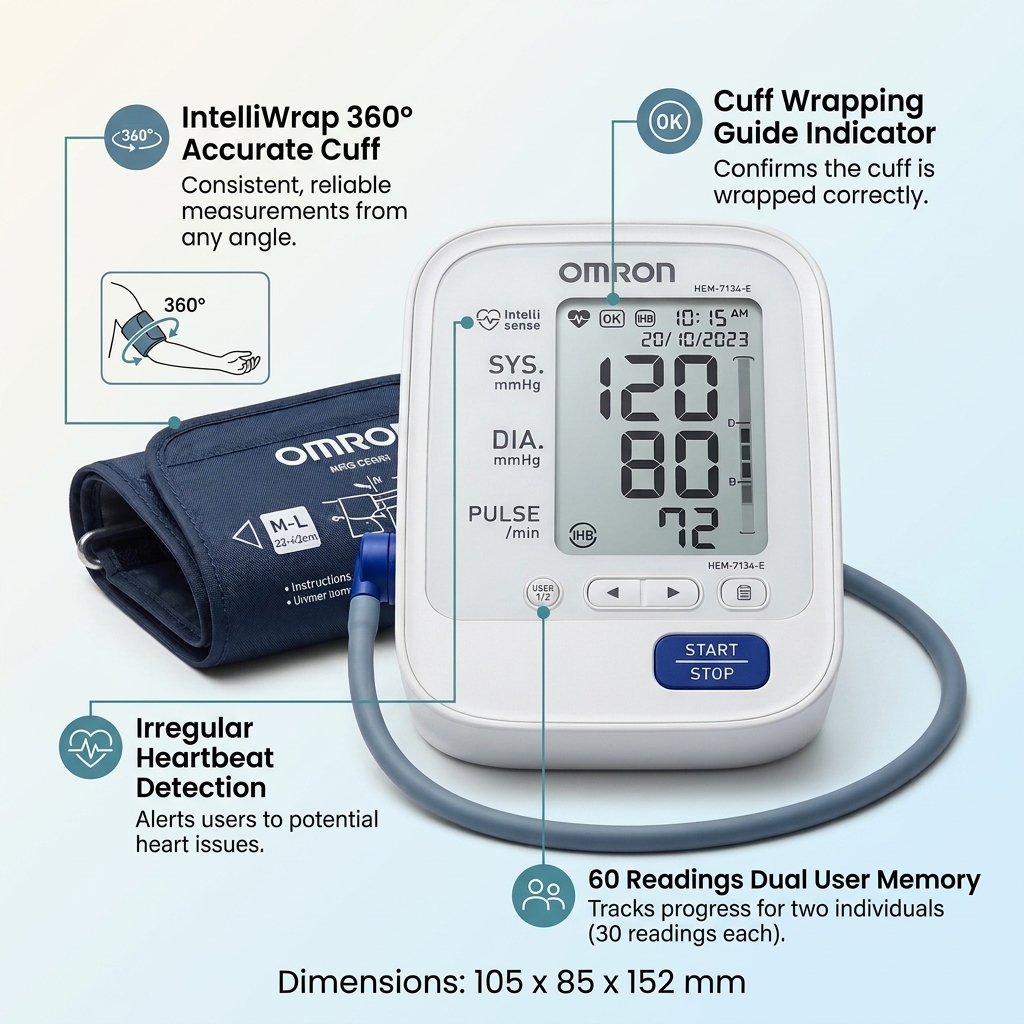 IntelliWrap 360°
Accurate Cuff
Consistent, reliable
measurements from
any angle.
360°
360°
OK
Cuff Wrapping
Guide Indicator
Confirms the cuff is
wrapped correctly.
OMRON
HEM-7134-E
Intelli
sense
OK IHB 10:15 AM
20/10/2023
SYS.
mmHg
120
DIA.
mmHg
80
PULSE
/min
72
IHB
D
B
HEM-7134-E
USER
1/2
START
STOP
OMRO
M-L
• Instructions
Irregular
Heartbeat
Detection
Alerts users to potential
heart issues.
60 Readings Dual User Memory
Tracks progress for two individuals
(30 readings each).
Dimensions: 105 x 85 x 152 mm